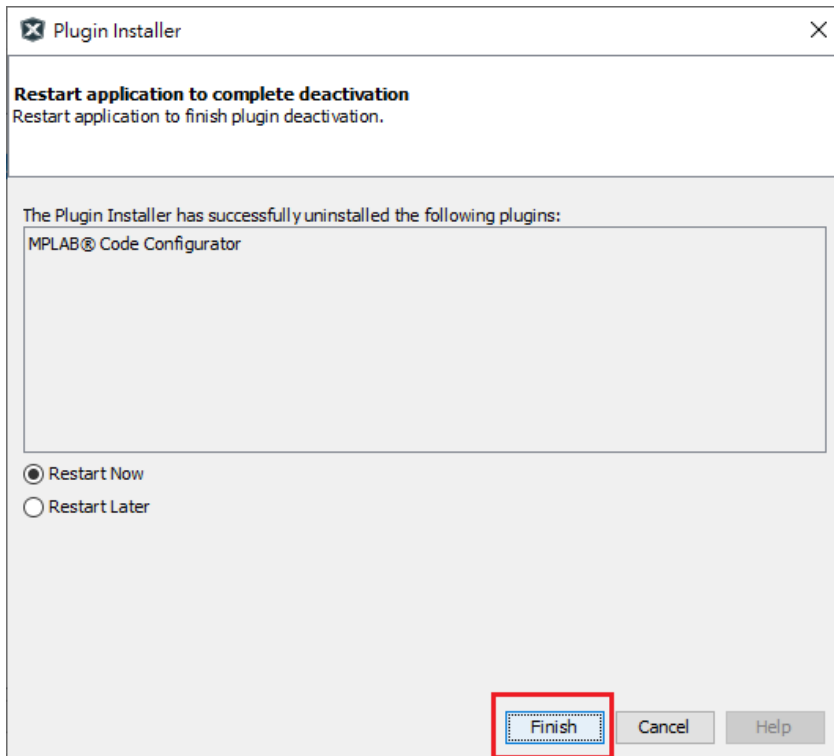 Plugin Installer
Restart application to complete deactivation
Restart application to finish plugin deactivation.
The Plugin Installer has successfully uninstalled the following plugins:
MPLAB® Code Configurator
Restart Now
Restart Later
Finish Cancel Help